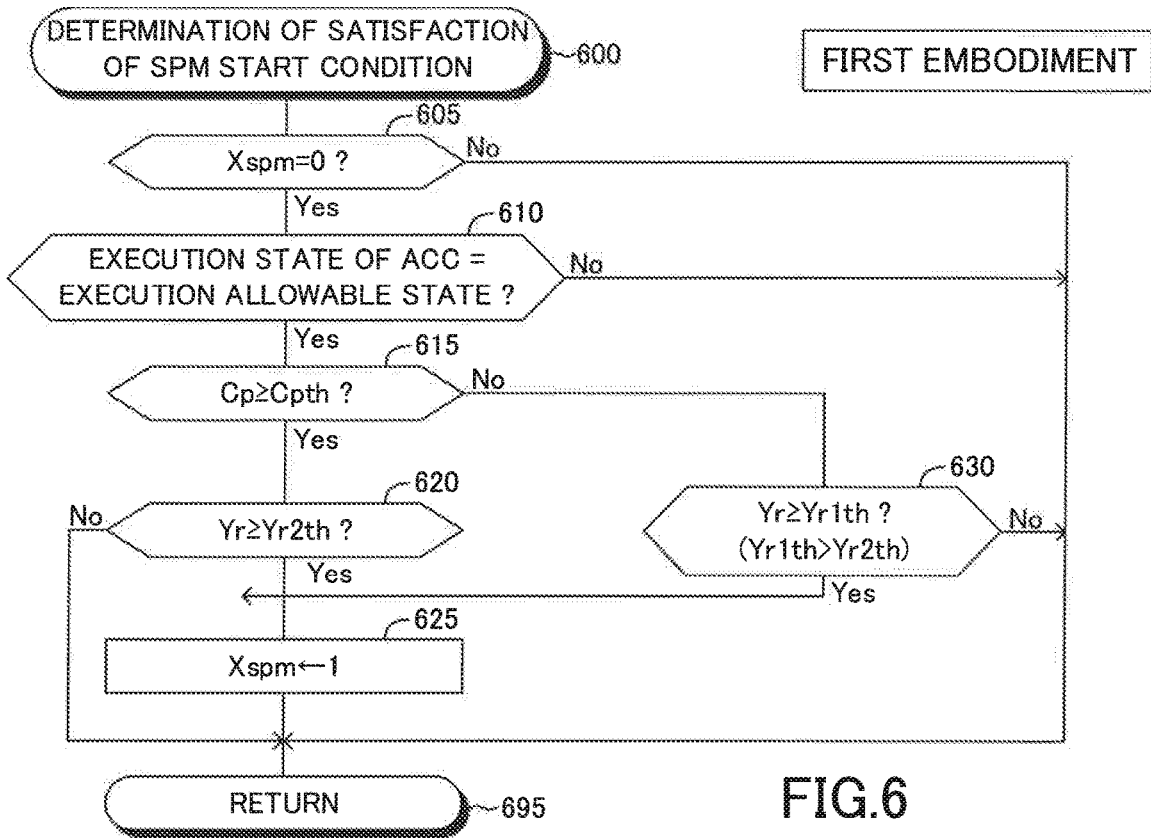 DETERMINATION OF SATISFACTION
OF SPM START CONDITION
600
FIRST EMBODIMENT
605
Xspm=0 ?
No
Yes
610
EXECUTION STATE OF ACC =
EXECUTION ALLOWABLE STATE ?
No
Yes
615
Cp≥Cpth ?
No
Yes
620
No
Yr≥Yr2th ?
Yes
630
Yr≥Yr1th ?
(Yr1th>Yr2th)
No
Yes
625
Xspm←1
RETURN
695
FIG.6